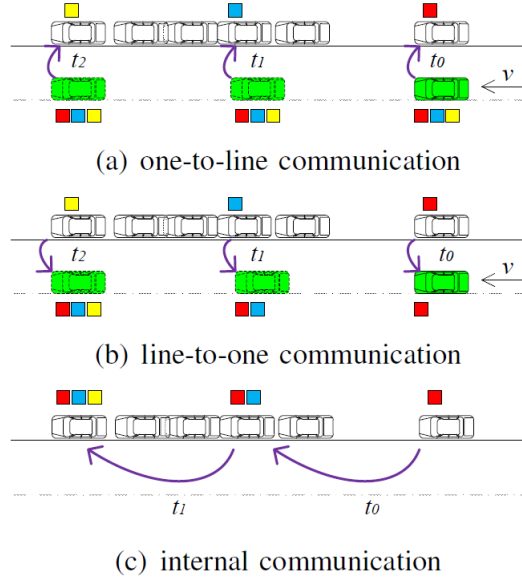 t2 t1 t0 v
(a) one-to-line communication
t2 t1 t0 v
(b) line-to-one communication
t1 t0
(c) internal communication